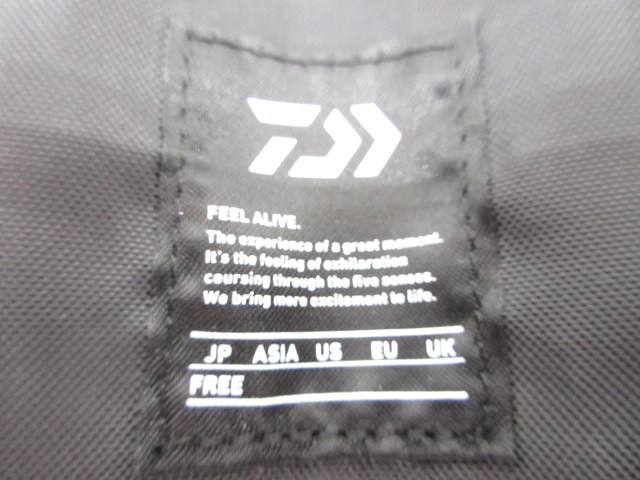 FEEL ALIVE.
The experience of a great moment.
It's the feeling of exhilaration
coursing through the five senses.
We bring more excitement to life.
JP ASIA US EU UK
FREE